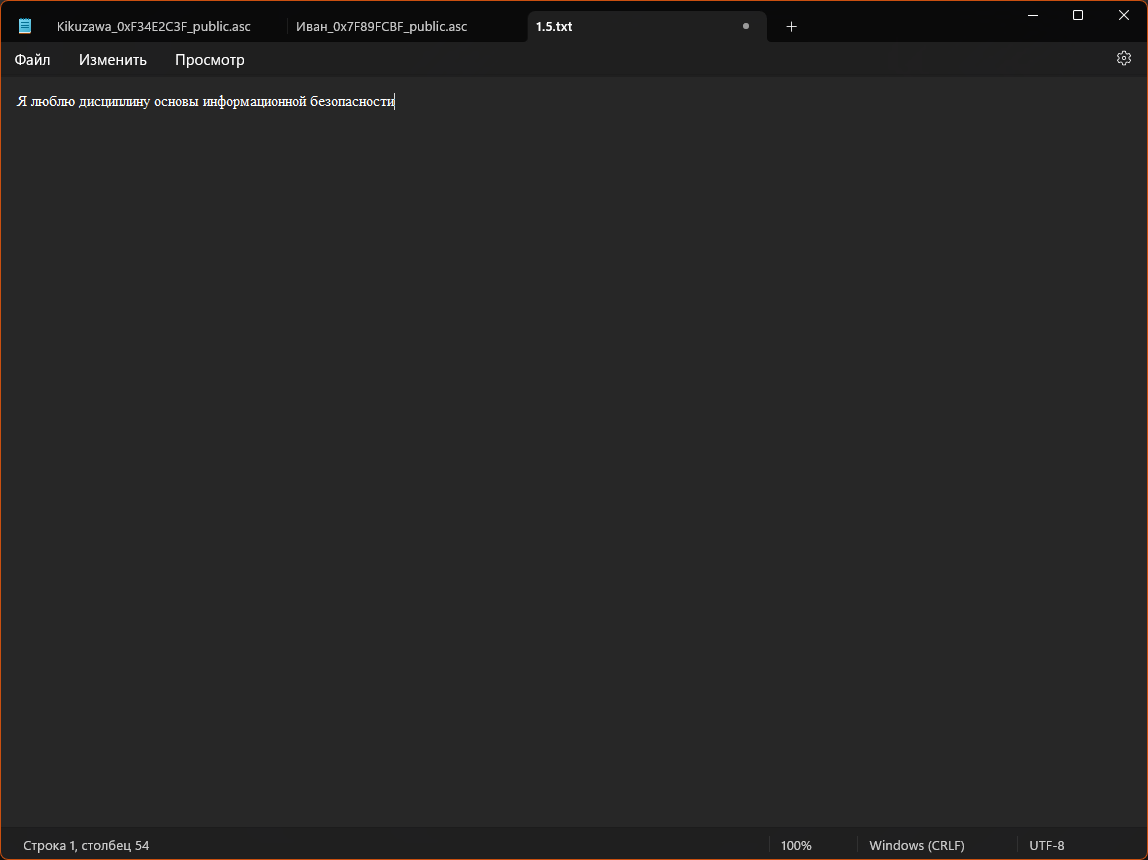 Kikuzawa_0xF34E2C3F_public.asc
Иван_0x7F89FCBF_public.asc
1.5.txt
Файл
Изменить
Просмотр
Я люблю дисциплину основы информационной безопасности
Строка 1, столбец 54
100%
Windows (CRLF)
UTF-8